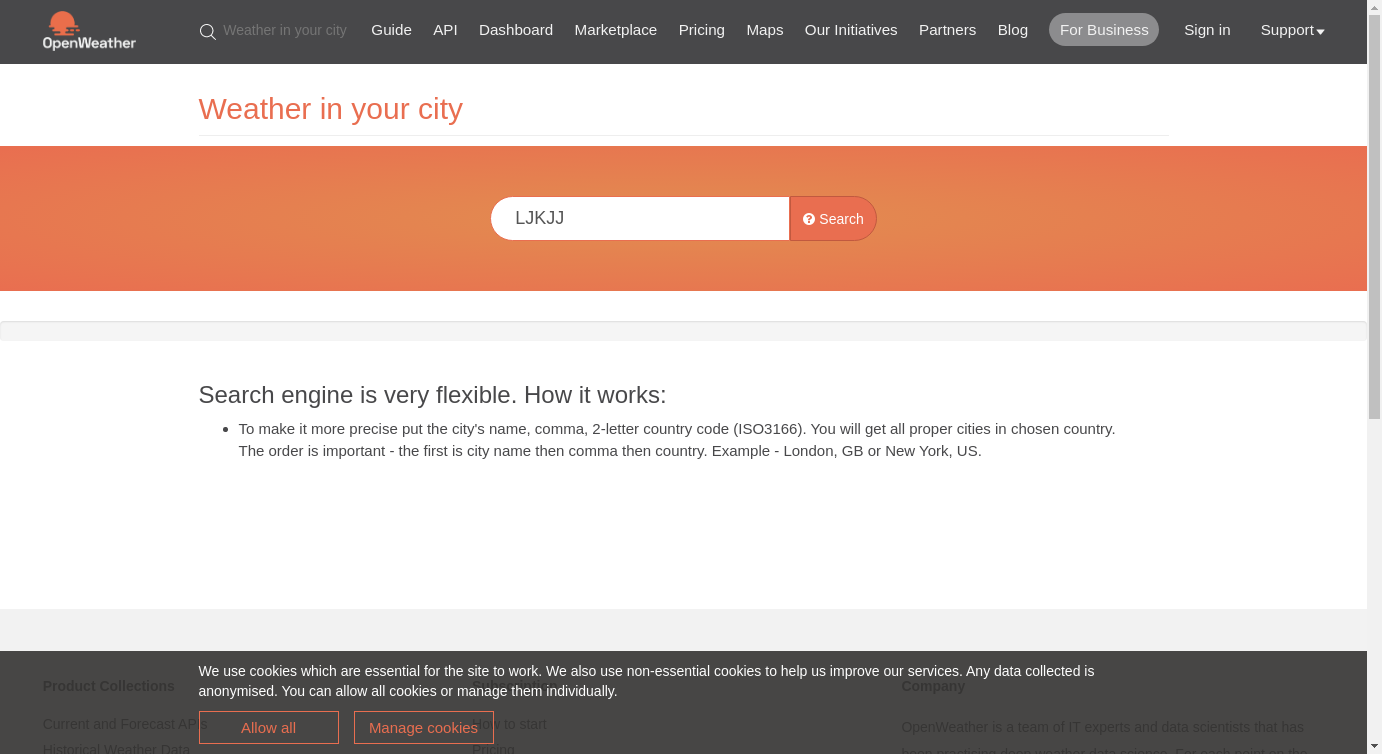 OpenWeather
Weather in your city Guide API Dashboard Marketplace Pricing Maps Our Initiatives Partners Blog For Business Sign in Support
Weather in your city
LJKJJ Search
Search engine is very flexible. How it works:
To make it more precise put the city's name, comma, 2-letter country code (ISO3166). You will get all proper cities in chosen country.
The order is important - the first is city name then comma then country. Example - London, GB or New York, US.
We use cookies which are essential for the site to work. We also use non-essential cookies to help us improve our services. Any data collected is
anonymised. You can allow all cookies or manage them individually.
Allow all Manage cookies
Product Collections
Current and Forecast APIs
Historical Weather Data
Subscription
How to start
Pricing
Company
OpenWeather is a team of IT experts and data scientists that has
been practising deep weather data science. For each point on the